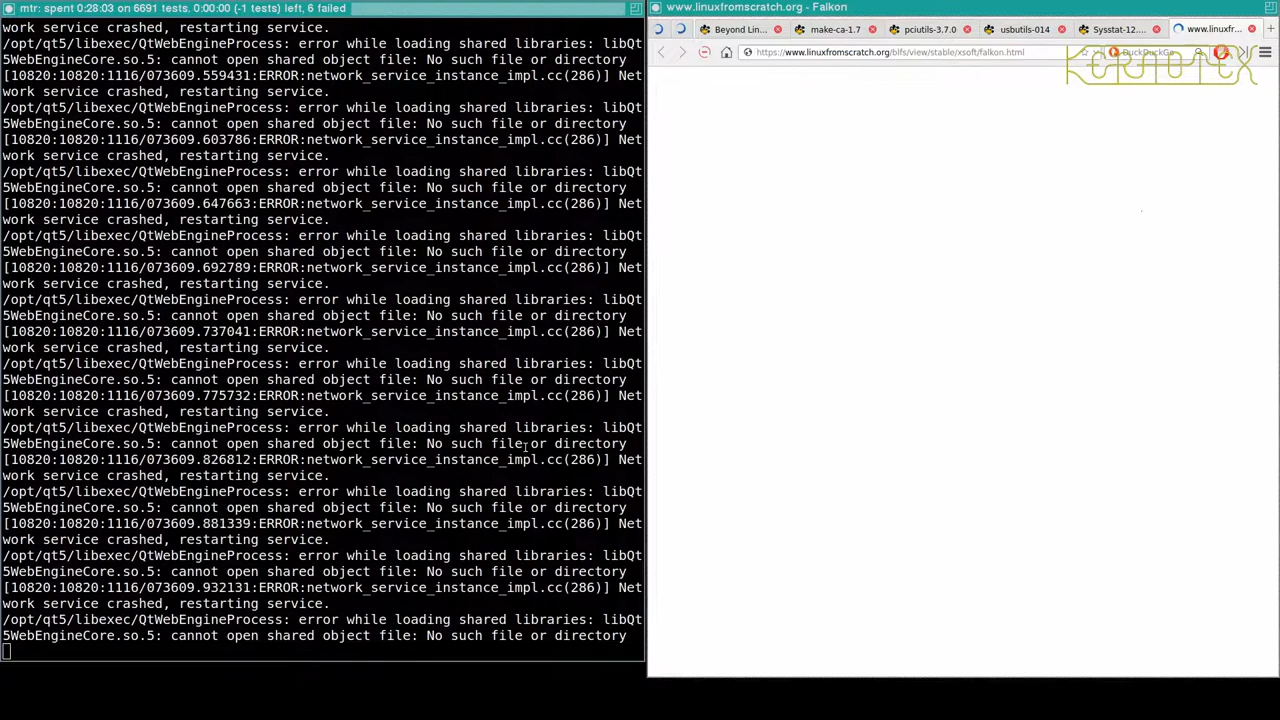 mtr: spent 0:28:03 on 6691 tests, 0:00:00 (-1 tests) left, 6 failed
work service crashed, restarting service.
/opt/qt5/libexec/QtWebEngineProcess: error while loading shared libraries: libQt
5WebEngineCore.so.5: cannot open shared object file: No such file or directory
[10820:10820:1116/073609.559431:ERROR:network_service_instance_impl.cc(286)] Net
work service crashed, restarting service.
/opt/qt5/libexec/QtWebEngineProcess: error while loading shared libraries: libQt
5WebEngineCore.so.5: cannot open shared object file: No such file or directory
[10820:10820:1116/073609.603786:ERROR:network_service_instance_impl.cc(286)] Net
work service crashed, restarting service.
/opt/qt5/libexec/QtWebEngineProcess: error while loading shared libraries: libQt
5WebEngineCore.so.5: cannot open shared object file: No such file or directory
[10820:10820:1116/073609.647663:ERROR:network_service_instance_impl.cc(286)] Net
work service crashed, restarting service.
/opt/qt5/libexec/QtWebEngineProcess: error while loading shared libraries: libQt
5WebEngineCore.so.5: cannot open shared object file: No such file or directory
[10820:10820:1116/073609.692789:ERROR:network_service_instance_impl.cc(286)] Net
work service crashed, restarting service.
/opt/qt5/libexec/QtWebEngineProcess: error while loading shared libraries: libQt
5WebEngineCore.so.5: cannot open shared object file: No such file or directory
[10820:10820:1116/073609.737041:ERROR:network_service_instance_impl.cc(286)] Net
work service crashed, restarting service.
/opt/qt5/libexec/QtWebEngineProcess: error while loading shared libraries: libQt
5WebEngineCore.so.5: cannot open shared object file: No such file or directory
[10820:10820:1116/073609.775732:ERROR:network_service_instance_impl.cc(286)] Net
work service crashed, restarting service.
/opt/qt5/libexec/QtWebEngineProcess: error while loading shared libraries: libQt
5WebEngineCore.so.5: cannot open shared object file: No such file or directory
[10820:10820:1116/073609.826812:ERROR:network_service_instance_impl.cc(286)] Net
work service crashed, restarting service.
/opt/qt5/libexec/QtWebEngineProcess: error while loading shared libraries: libQt
5WebEngineCore.so.5: cannot open shared object file: No such file or directory
[10820:10820:1116/073609.881339:ERROR:network_service_instance_impl.cc(286)] Net
work service crashed, restarting service.
/opt/qt5/libexec/QtWebEngineProcess: error while loading shared libraries: libQt
5WebEngineCore.so.5: cannot open shared object file: No such file or directory
[10820:10820:1116/073609.932131:ERROR:network_service_instance_impl.cc(286)] Net
work service crashed, restarting service.
/opt/qt5/libexec/QtWebEngineProcess: error while loading shared libraries: libQt
5WebEngineCore.so.5: cannot open shared object file: No such file or directory
www.linuxfromscratch.org - Falkon
Beyond Lin... make-ca-1.7 pciutils-3.7.0 usbutils-014 Sysstat-12.... www.linuxfr...
https://www.linuxfromscratch.org/blfs/view/stable/xsoft/falkon.html DuckDuckGo